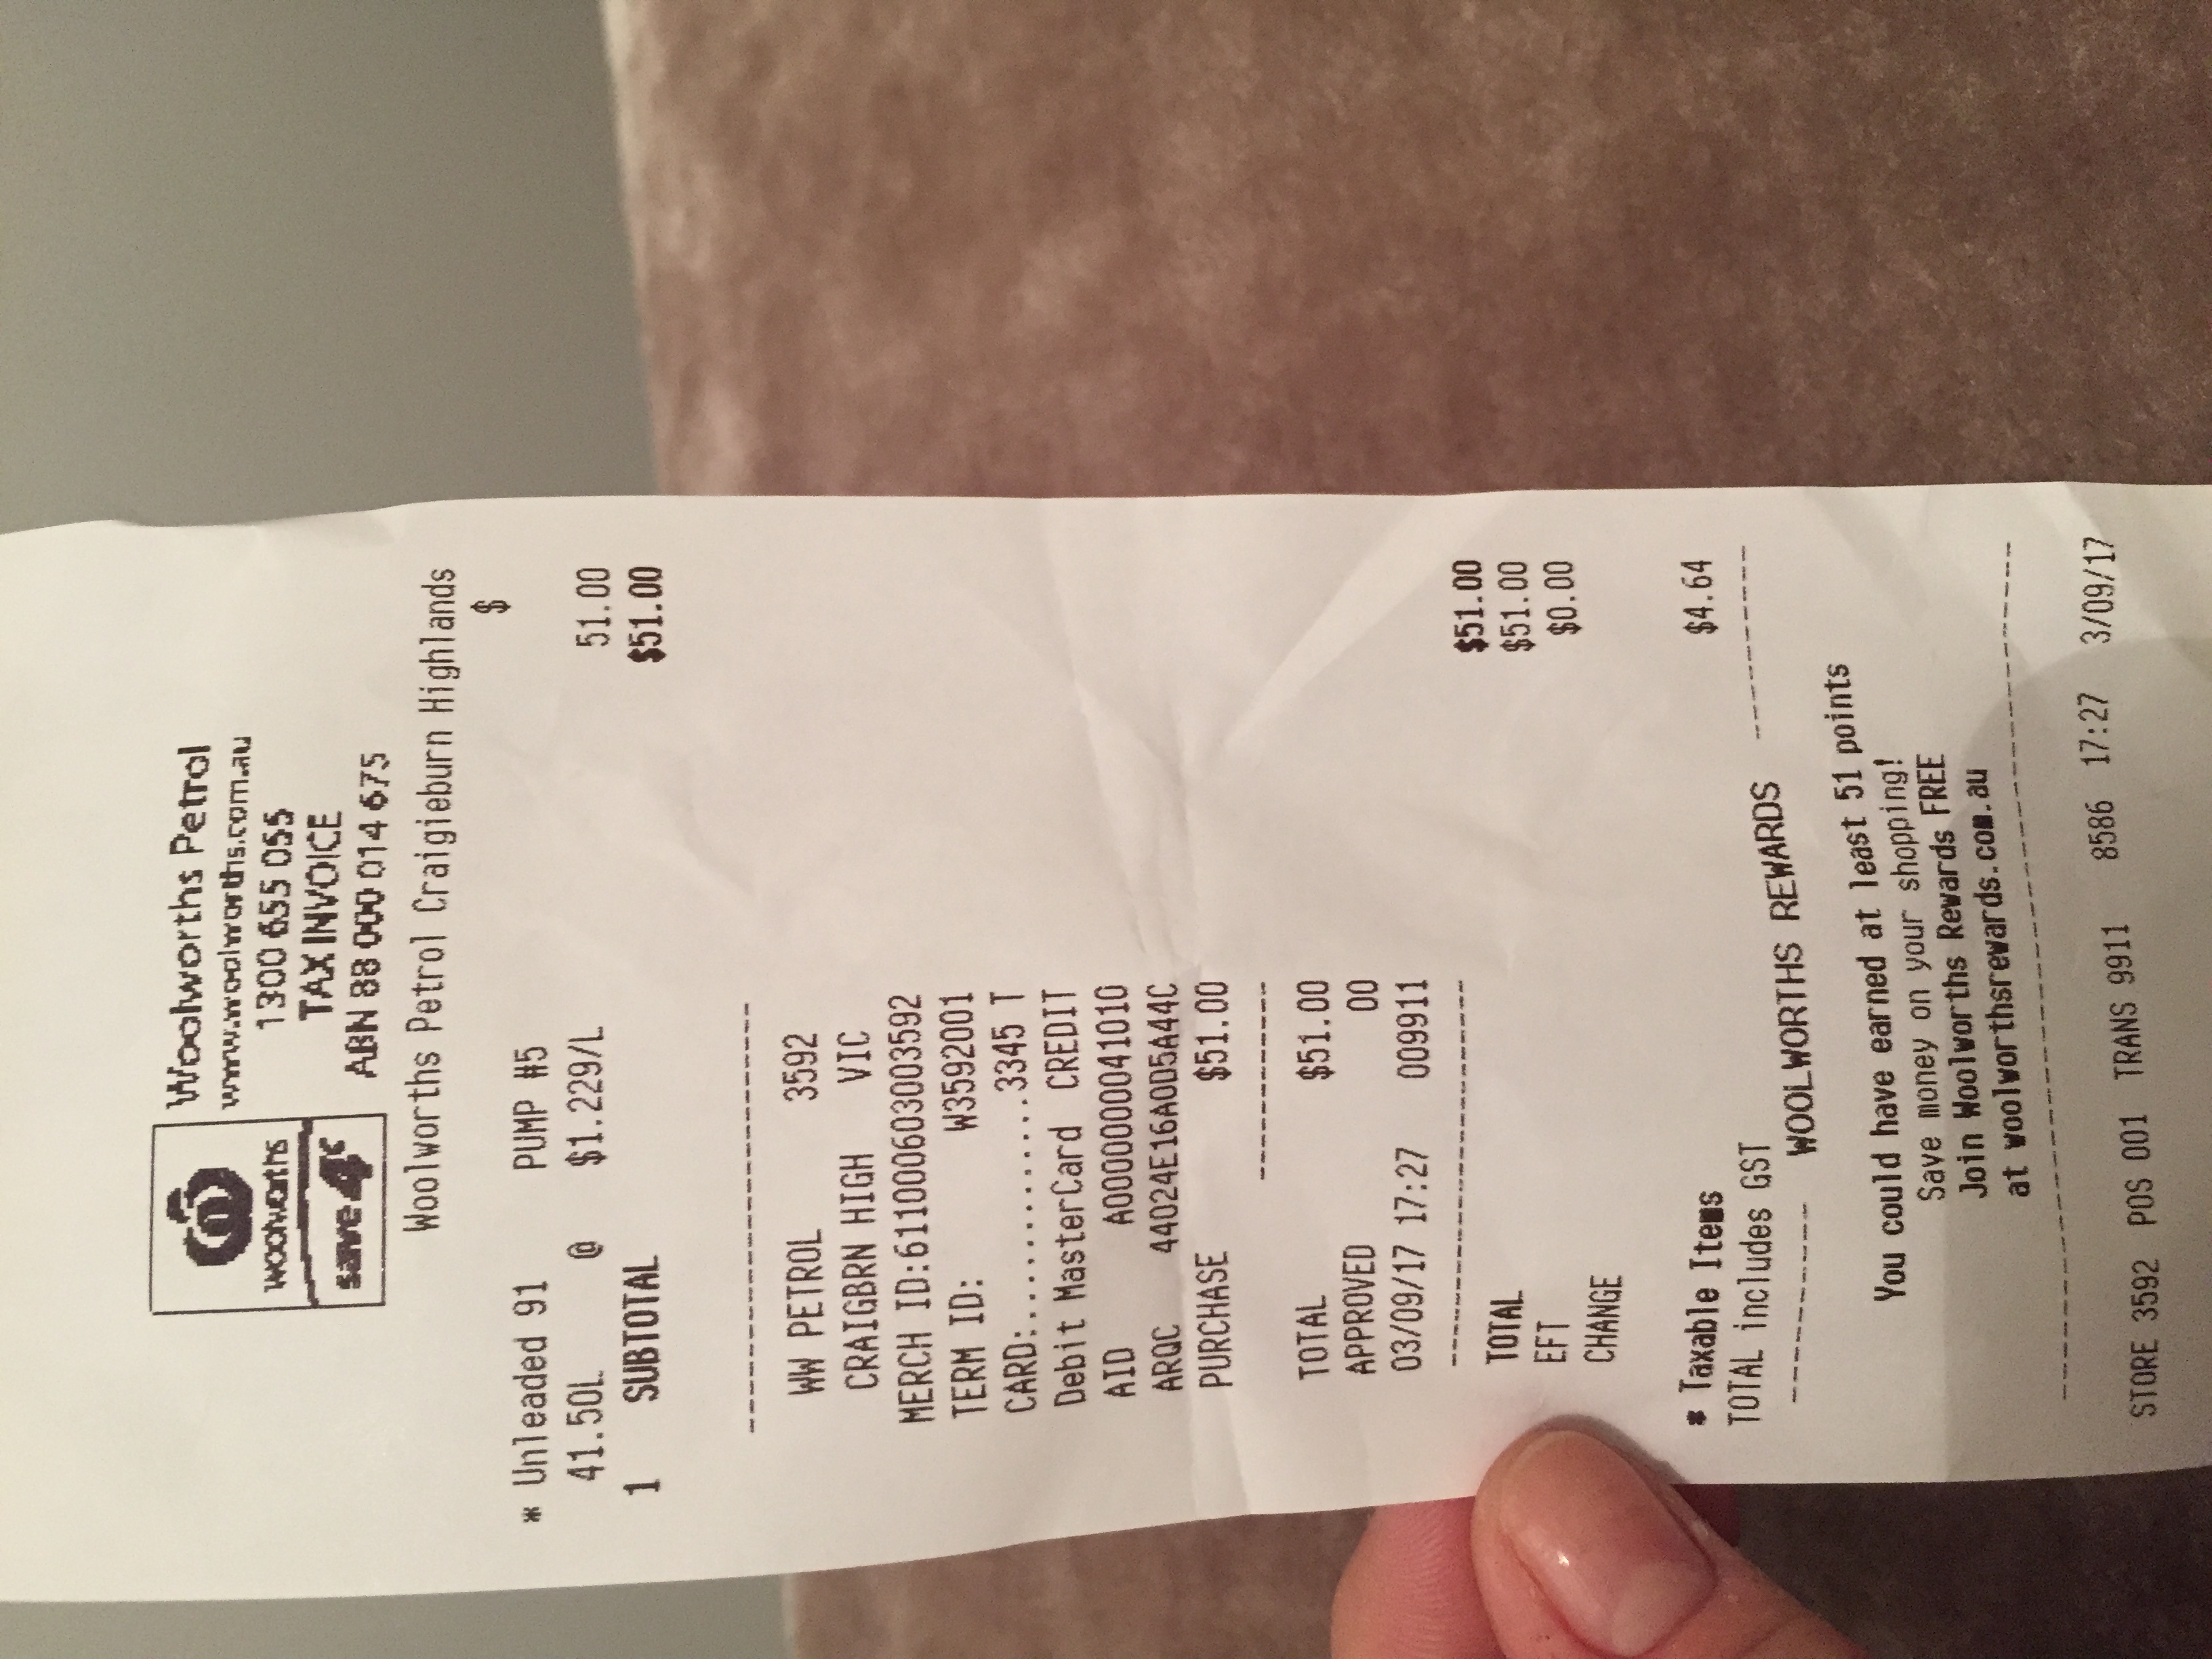 woolworths
save 4c
Woolworths Petrol
www.woolworths.com.au
1300 655 055
TAX INVOICE
ABN 88 000 014 675
Woolworths Petrol Craigieburn Highlands
$
* Unleaded 91 PUMP #5
41.50L @ $1.229/L 51.00
1 SUBTOTAL $51.00
--------------------------------
WW PETROL 3592
CRAIGBRN HIGH VIC
MERCH ID:611000603003592
TERM ID: W3592001
CARD:..............3345 T
Debit MasterCard CREDIT
AID A0000000041010
ARQC 44024E16A0D5A44C
PURCHASE $51.00
---------------
TOTAL $51.00
APPROVED 00
03/09/17 17:27 009911
-----------------------------
TOTAL $51.00
EFT $51.00
CHANGE $0.00
* Taxable Items
TOTAL includes GST $4.64
-------------- WOOLWORTHS REWARDS --------------
You could have earned at least 51 points
Save money on your shopping!
Join Woolworths Rewards FREE
at woolworthsrewards.com.au
------------------------------------------------
STORE 3592 POS 001 TRANS 9911 8586 17:27 3/09/17